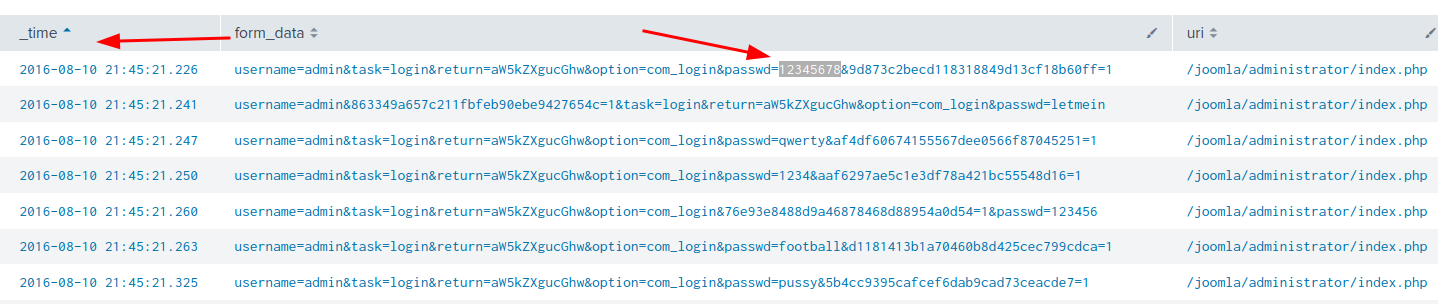 _time form_data uri
2016-08-10 21:45:21.226 username=admin&task=login&return=aW5kZXgucGhw&option=com_login&passwd=12345678&9d873c2becd118318849d13cf18b60ff=1 /joomla/administrator/index.php
2016-08-10 21:45:21.241 username=admin&863349a657c211fbfeb90ebe9427654c=1&task=login&return=aW5kZXgucGhw&option=com_login&passwd=letmein /joomla/administrator/index.php
2016-08-10 21:45:21.247 username=admin&task=login&return=aW5kZXgucGhw&option=com_login&passwd=qwerty&af4df60674155567dee0566f87045251=1 /joomla/administrator/index.php
2016-08-10 21:45:21.250 username=admin&task=login&return=aW5kZXgucGhw&option=com_login&passwd=1234&aaf6297ae5c1e3df78a421bc55548d16=1 /joomla/administrator/index.php
2016-08-10 21:45:21.260 username=admin&task=login&return=aW5kZXgucGhw&option=com_login&76e93e8488d9a46878468d88954a0d54=1&passwd=123456 /joomla/administrator/index.php
2016-08-10 21:45:21.263 username=admin&task=login&return=aW5kZXgucGhw&option=com_login&passwd=football&d1181413b1a70460b8d425cec799cdca=1 /joomla/administrator/index.php
2016-08-10 21:45:21.325 username=admin&task=login&return=aW5kZXgucGhw&option=com_login&passwd=pussy&5b4cc9395cafcef6dab9cad73ceacde7=1 /joomla/administrator/index.php